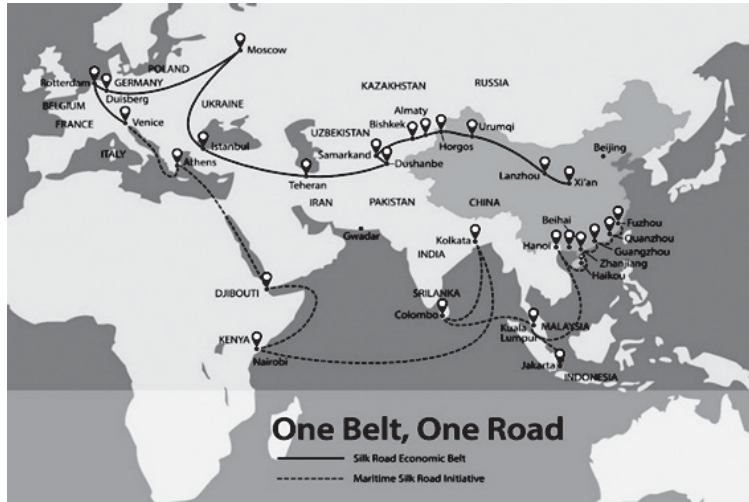 Moscow
POLAND
Rotterdam
GERMANY
Duisberg
BELGIUM
FRANCE
Venice
UKRAINE
ITALY
Istanbul
Athens
KAZAKHSTAN
RUSSIA
Almaty
Bishkek
UZBEKISTAN
Horgos
Urumqi
Samarkand
Dushanbe
Teheran
IRAN
PAKISTAN
Beijing
Lanzhou
Xi'an
CHINA
Gwadar
Kolkata
INDIA
Beihai
Hanoi
Fuzhou
Quanzhou
Guangzhou
Zhanjiang
Haikou
DJIBOUTI
SRILANKA
Colombo
KENYA
Nairobi
Kuala
Lumpur
MALAYSIA
Jakarta
INDONESIA
One Belt, One Road
Silk Road Economic Belt
Maritime Silk Road Initiative